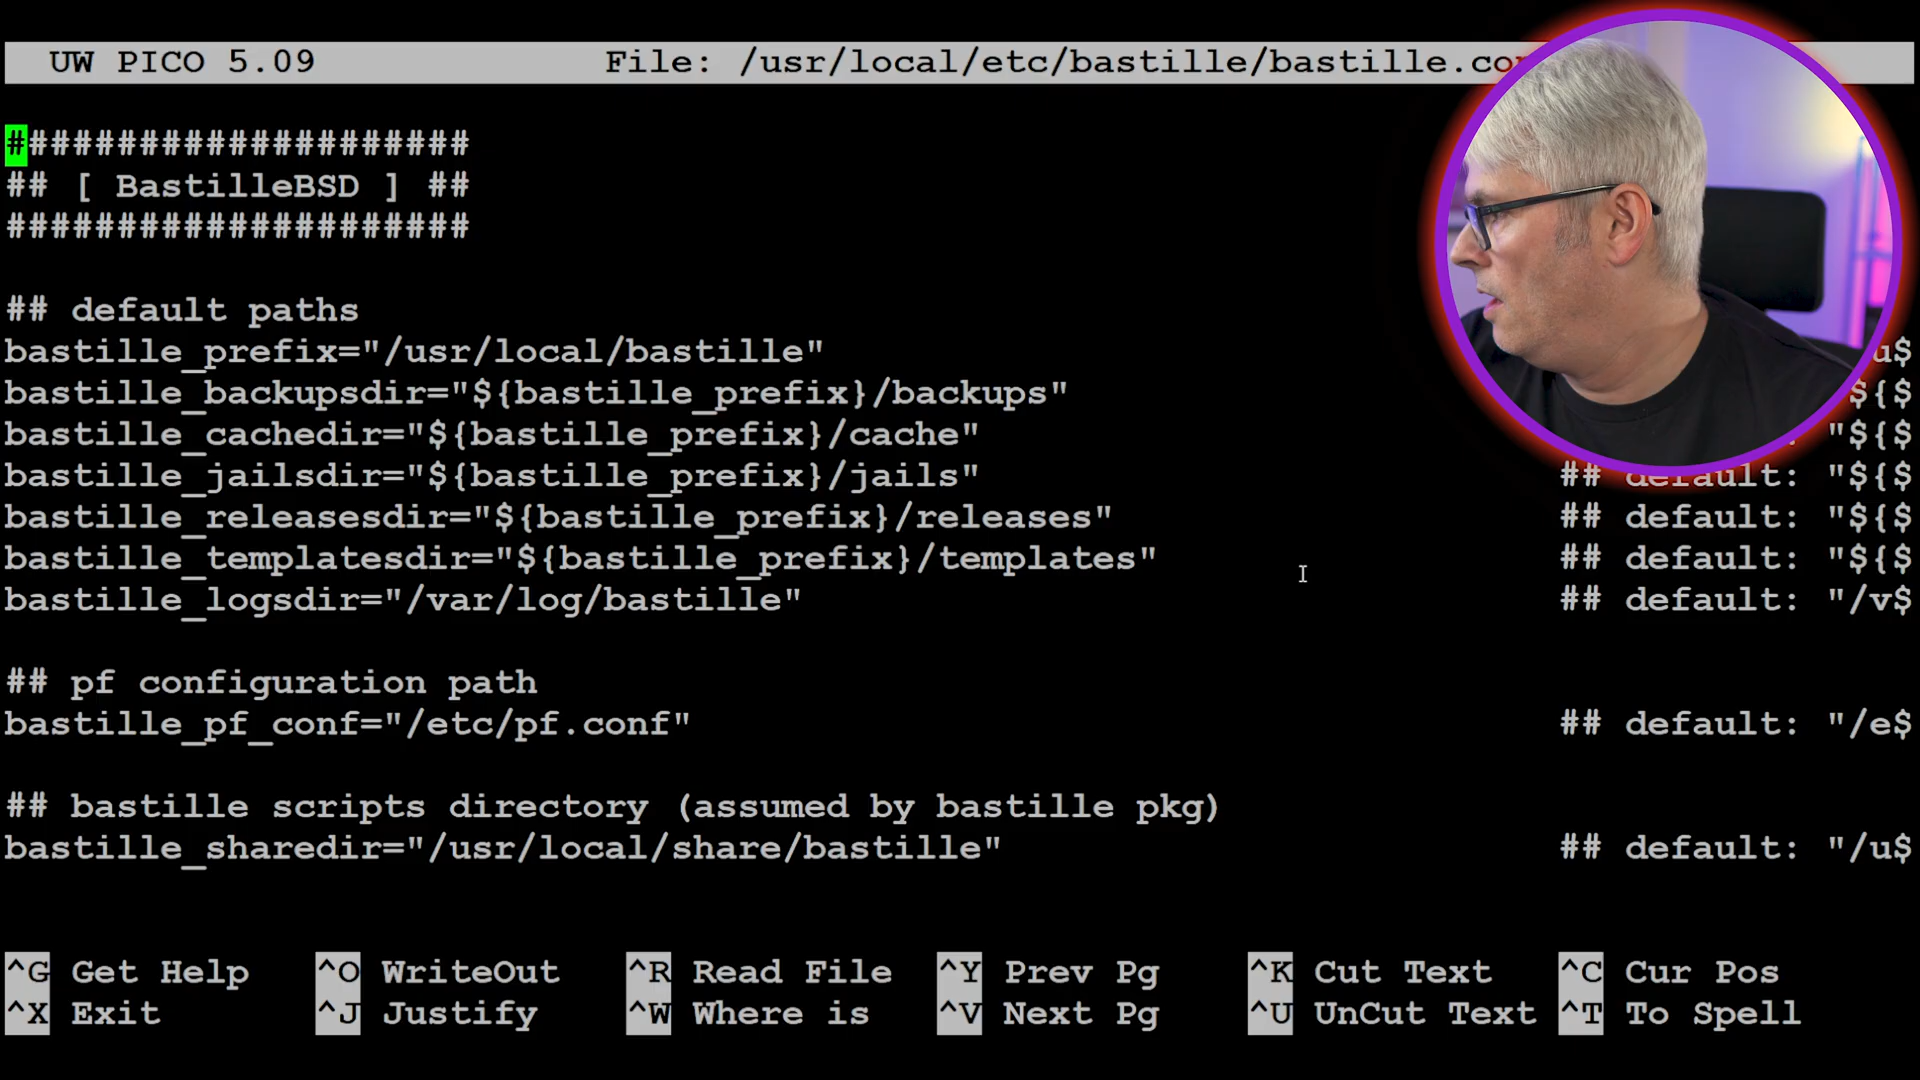 UW PICO 5.09 File: /usr/local/etc/bastille/bastille.co
#####################
## [ BastilleBSD ] ##
#####################
## default paths
bastille_prefix="/usr/local/bastille" u$
bastille_backupsdir="${bastille_prefix}/backups" ${$
bastille_cachedir="${bastille_prefix}/cache" "${$
bastille_jailsdir="${bastille_prefix}/jails" ## default: "${$
bastille_releasesdir="${bastille_prefix}/releases" ## default: "${$
bastille_templatesdir="${bastille_prefix}/templates" ## default: "${$
bastille_logsdir="/var/log/bastille" ## default: "/v$
## pf configuration path
bastille_pf_conf="/etc/pf.conf" ## default: "/e$
## bastille scripts directory (assumed by bastille pkg)
bastille_sharedir="/usr/local/share/bastille" ## default: "/u$
^G Get Help ^O WriteOut ^R Read File ^Y Prev Pg ^K Cut Text ^C Cur Pos
^X Exit ^J Justify ^W Where is ^V Next Pg ^U UnCut Text ^T To Spell